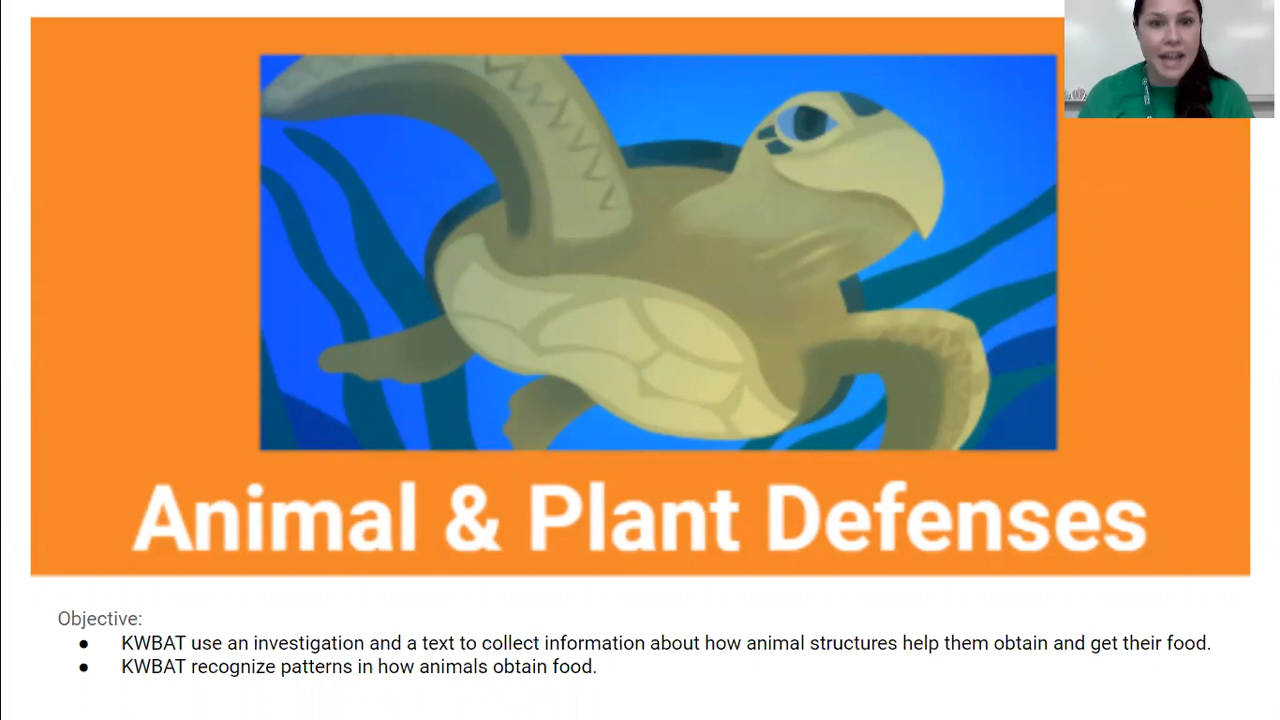 Animal & Plant Defenses
Objective:
● KWBAT use an investigation and a text to collect information about how animal structures help them obtain and get their food.
● KWBAT recognize patterns in how animals obtain food.